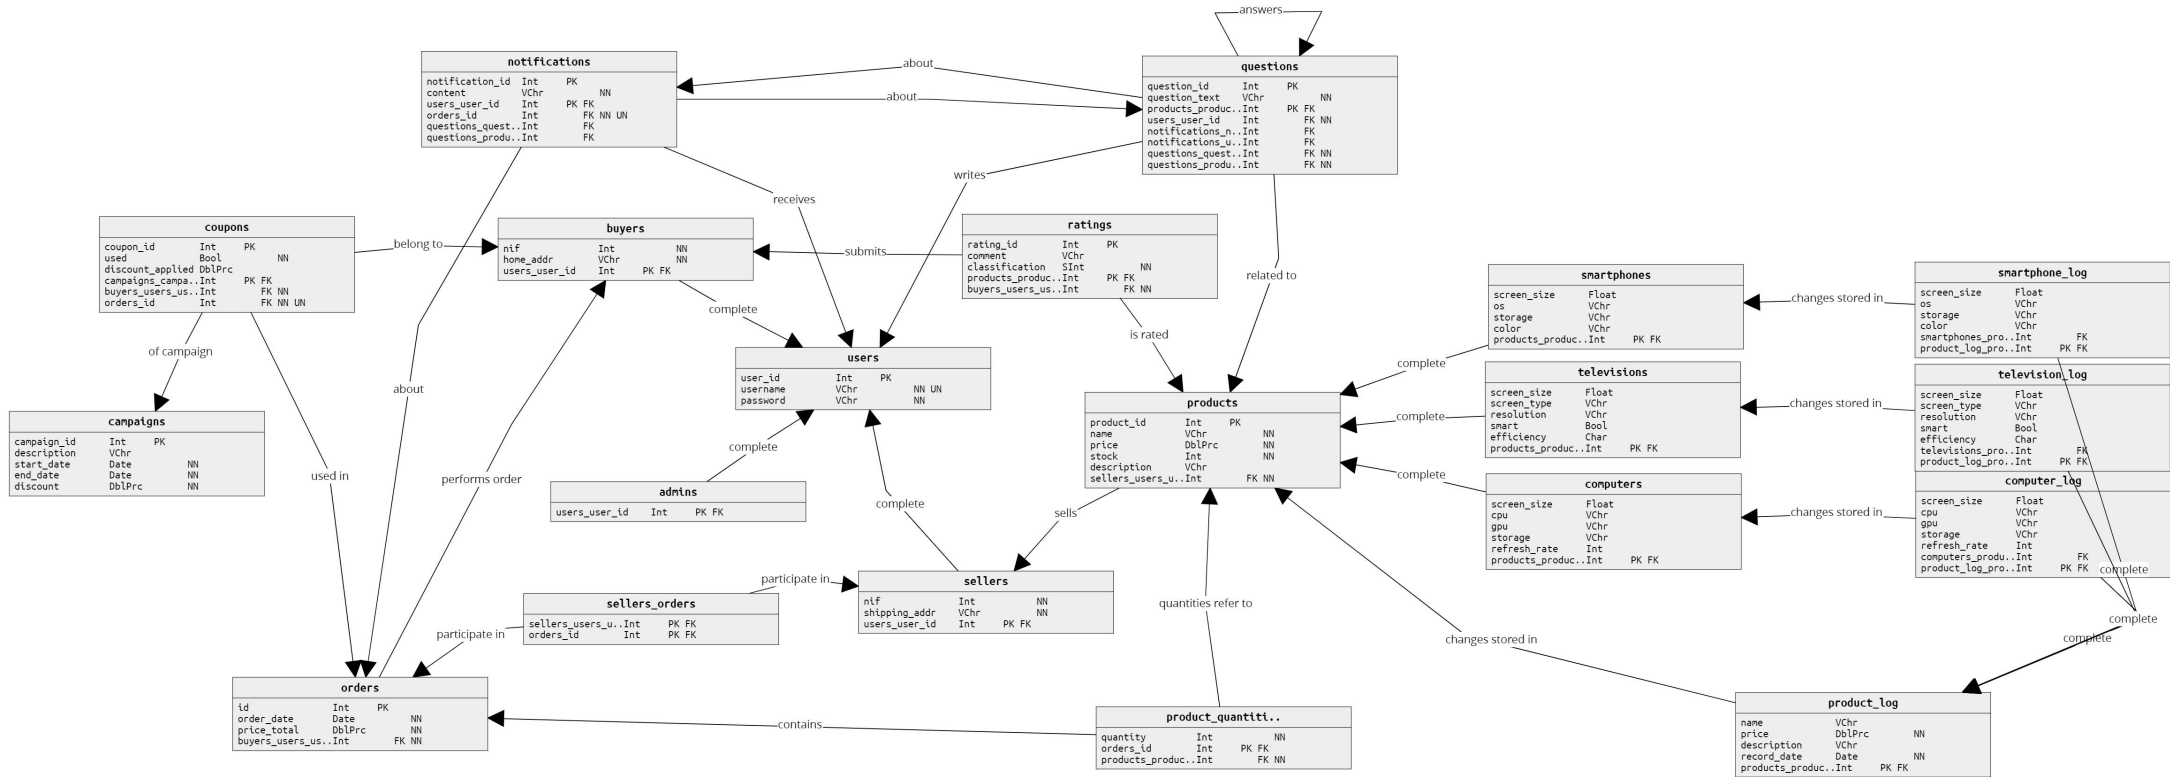 answers
notifications
notification_id Int PK
content VChr NN
users_user_id Int PK FK
orders_id Int FK NN UN
questions_quest..Int FK
questions_produ..Int FK
about
about
questions
question_id Int PK
question_text VChr NN
products_produc..Int PK FK
users_user_id Int FK NN
notifications_n..Int FK
notifications_u..Int FK
questions_quest..Int FK NN
questions_produ..Int FK NN
writes
receives
coupons
coupon_id Int PK
used Bool NN
discount_applied DblPrc
campaigns_campa..Int PK FK
buyers_users_us..Int FK NN
orders_id Int FK NN UN
belong to
buyers
nif Int NN
home_addr VChr NN
users_user_id Int PK FK
submits
ratings
rating_id Int PK
comment VChr
classification SInt NN
products_produc..Int PK FK
buyers_users_us..Int FK NN
related to
smartphones
screen_size Float
os VChr
storage VChr
color VChr
products_produc..Int PK FK
changes stored in
smartphone_log
screen_size Float
os VChr
storage VChr
color VChr
smartphones_pro..Int FK
product_log_pro..Int PK FK
complete
is rated
of campaign
users
user_id Int PK
username VChr NN UN
password VChr NN
about
complete
televisions
screen_size Float
screen_type VChr
resolution VChr
smart Bool
efficiency Char
products_produc..Int PK FK
changes stored in
television_log
screen_size Float
screen_type VChr
resolution VChr
smart Bool
efficiency Char
televisions_pro..Int FK
product_log_pro..Int PK FK
products
product_id Int PK
name VChr NN
price DblPrc NN
stock Int NN
description VChr
sellers_users_u..Int FK NN
complete
campaigns
campaign_id Int PK
description VChr
start_date Date NN
end_date Date NN
discount DblPrc NN
complete
used in
performs order
complete
computers
screen_size Float
cpu VChr
gpu VChr
storage VChr
refresh_rate Int
products_produc..Int PK FK
changes stored in
computer_log
screen_size Float
cpu VChr
gpu VChr
storage VChr
refresh_rate Int
computers_produ..Int FK
product_log_pro..Int PK FK
admins
users_user_id Int PK FK
complete
sells
complete
participate in
sellers
nif Int NN
shipping_addr VChr NN
users_user_id Int PK FK
sellers_orders
sellers_users_u..Int PK FK
orders_id Int PK FK
quantities refer to
participate in
changes stored in
complete
complete
orders
id Int PK
order_date Date NN
price_total DblPrc NN
buyers_users_us..Int FK NN
contains
product_quantiti..
quantity Int NN
orders_id Int PK FK
products_produc..Int FK NN
product_log
name VChr
price DblPrc NN
description VChr
record_date Date NN
products_produc..Int PK FK